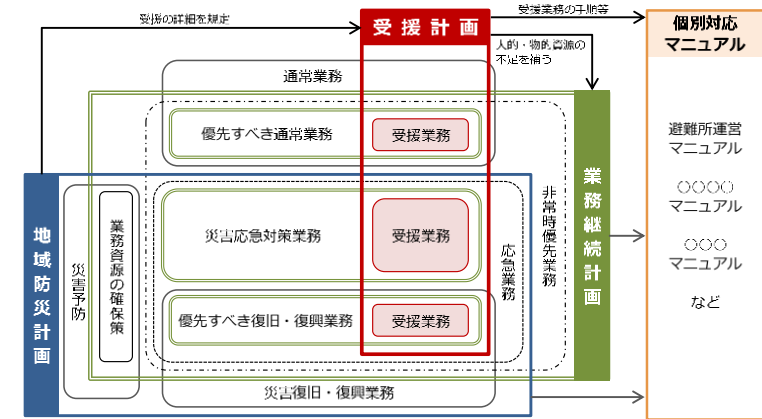 受援の詳細を規定
受援計画
受援業務の手順等
人的・物的資源の
不足を補う
個別対応
マニュアル
通常業務
優先すべき通常業務
受援業務
避難所運営
マニュアル
〇〇〇〇
マニュアル
〇〇〇
マニュアル
など
業務継続計画
非常時優先業務
地域防災計画
災害予防
業務資源の確保策
災害応急対策業務
受援業務
応急業務
優先すべき復旧・復興業務
受援業務
災害復旧・復興業務